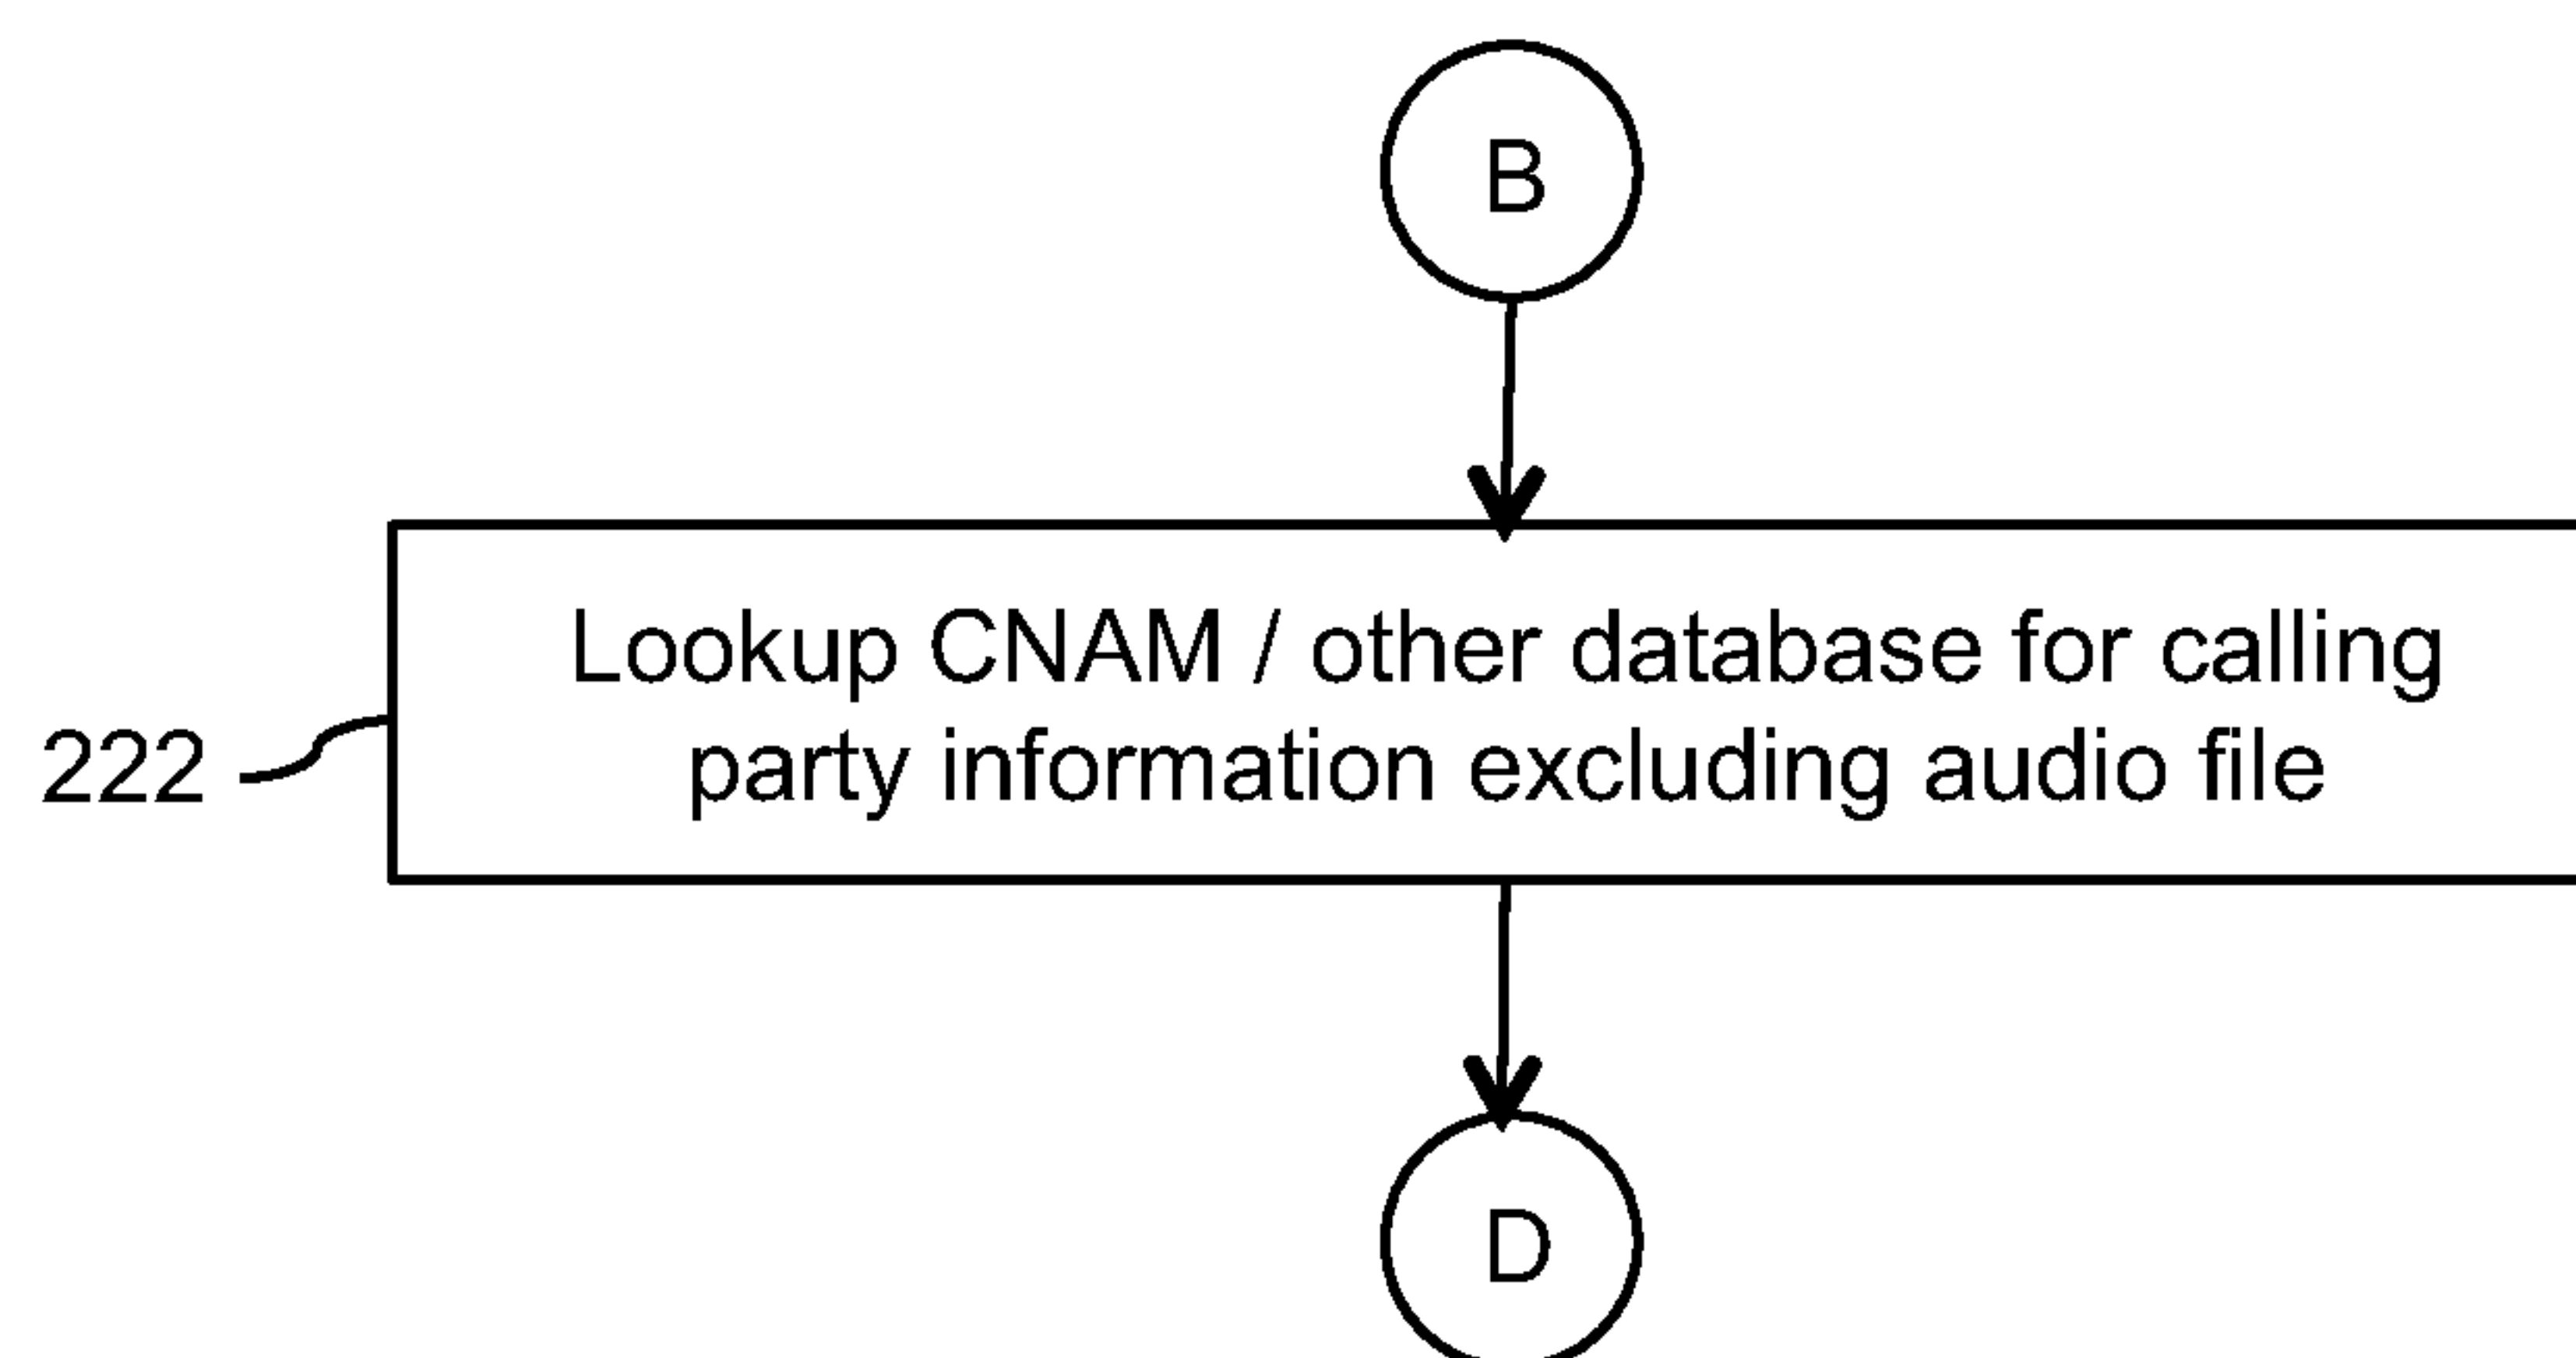 B
Lookup CNAM / other database for calling
party information excluding audio file
222
D